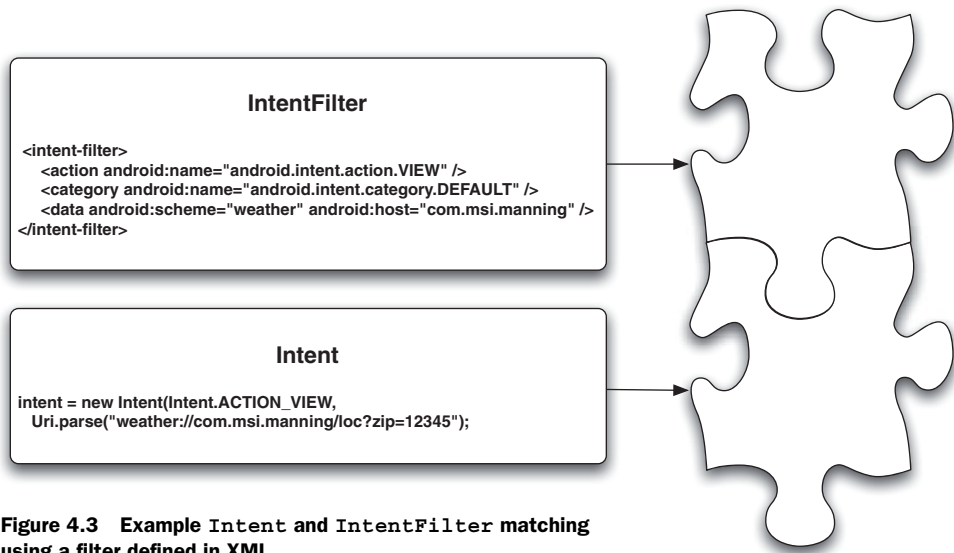 IntentFilter
<intent-filter>
<action android:name="android.intent.action.VIEW" />
<category android:name="android.intent.category.DEFAULT" />
<data android:scheme="weather" android:host="com.msi.manning" />
</intent-filter>
Intent
intent = new Intent(Intent.ACTION_VIEW,
Uri.parse("weather://com.msi.manning/loc?zip=12345");
Figure 4.3 Example Intent and IntentFilter matching
using a filter defined in XML